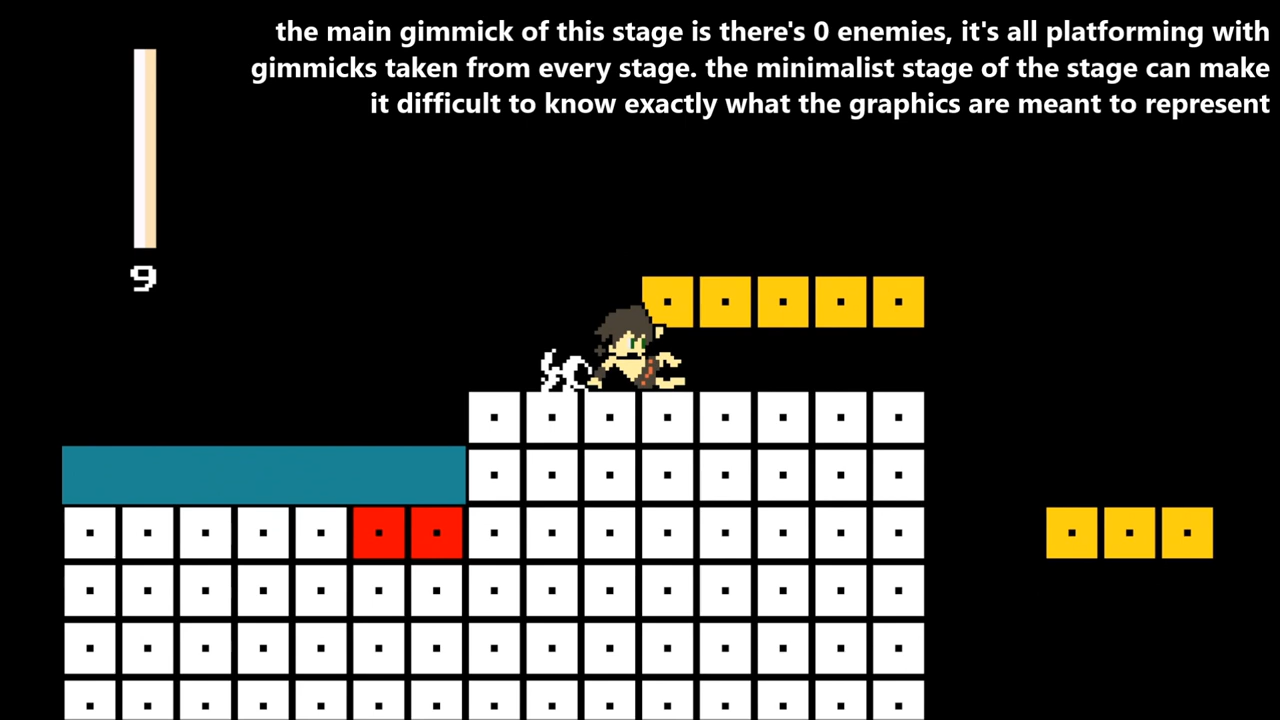 the main gimmick of this stage is there's 0 enemies, it's all platforming with
gimmicks taken from every stage. the minimalist stage of the stage can make
it difficult to know exactly what the graphics are meant to represent
9